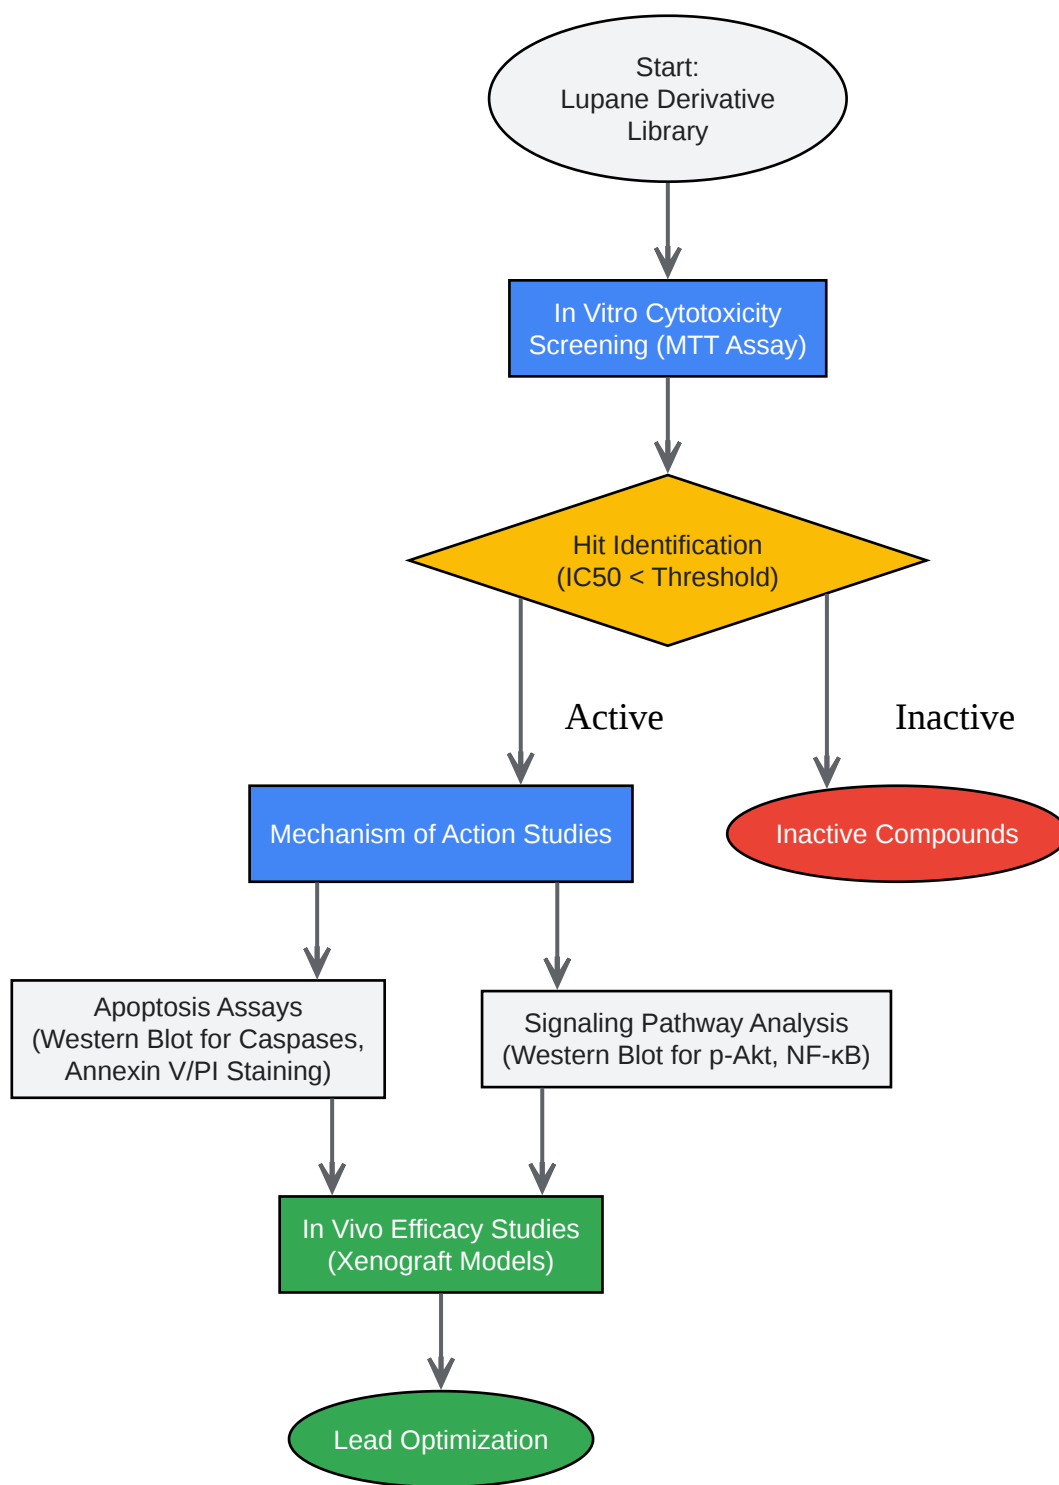 Start:
Lupane Derivative
Library
In Vitro Cytotoxicity
Screening (MTT Assay)
Hit Identification
(IC50 < Threshold)
Active
Inactive
Mechanism of Action Studies
Inactive Compounds
Apoptosis Assays
(Western Blot for Caspases,
Annexin V/PI Staining)
Signaling Pathway Analysis
(Western Blot for p-Akt, NF-κB)
In Vivo Efficacy Studies
(Xenograft Models)
Lead Optimization